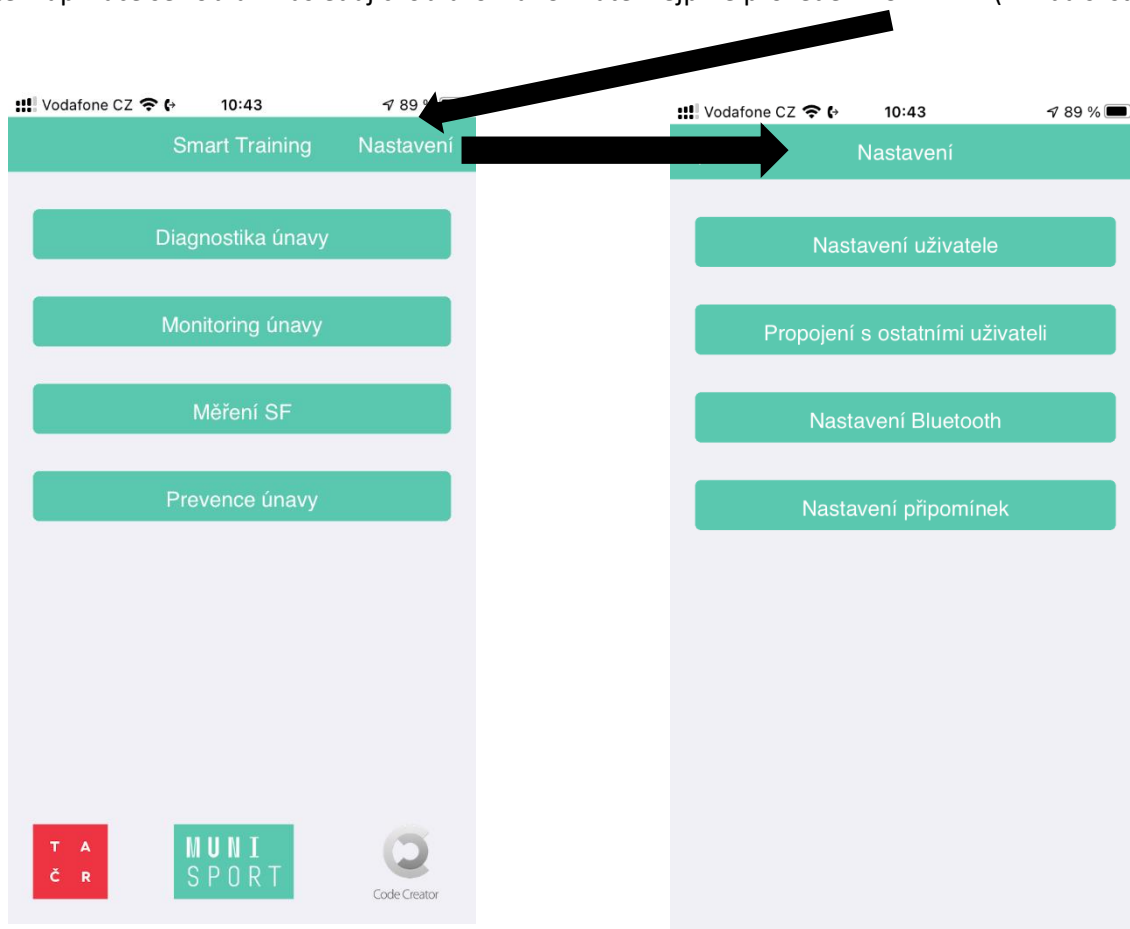 Vodafone CZ 10:43 89 %
Smart Training Nastavení
Diagnostika únavy
Monitoring únavy
Měření SF
Prevence únavy
T A
Č R
MUNI
SPORT
Code Creator
Vodafone CZ 10:43 89 %
Nastavení
Nastavení uživatele
Propojení s ostatními uživateli
Nastavení Bluetooth
Nastavení připomínek